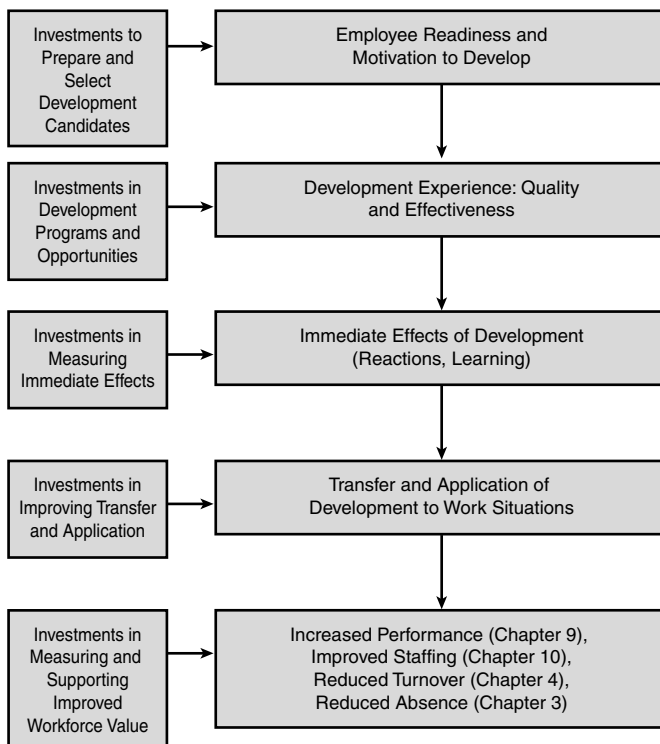 Investments to
Prepare and
Select
Development
Candidates
Employee Readiness and
Motivation to Develop
Investments in
Development
Programs and
Opportunities
Development Experience: Quality
and Effectiveness
Investments in
Measuring
Immediate Effects
Immediate Effects of Development
(Reactions, Learning)
Investments in
Improving Transfer
and Application
Transfer and Application of
Development to Work Situations
Investments in
Measuring and
Supporting
Improved
Workforce Value
Increased Performance (Chapter 9),
Improved Staffing (Chapter 10),
Reduced Turnover (Chapter 4),
Reduced Absence (Chapter 3)